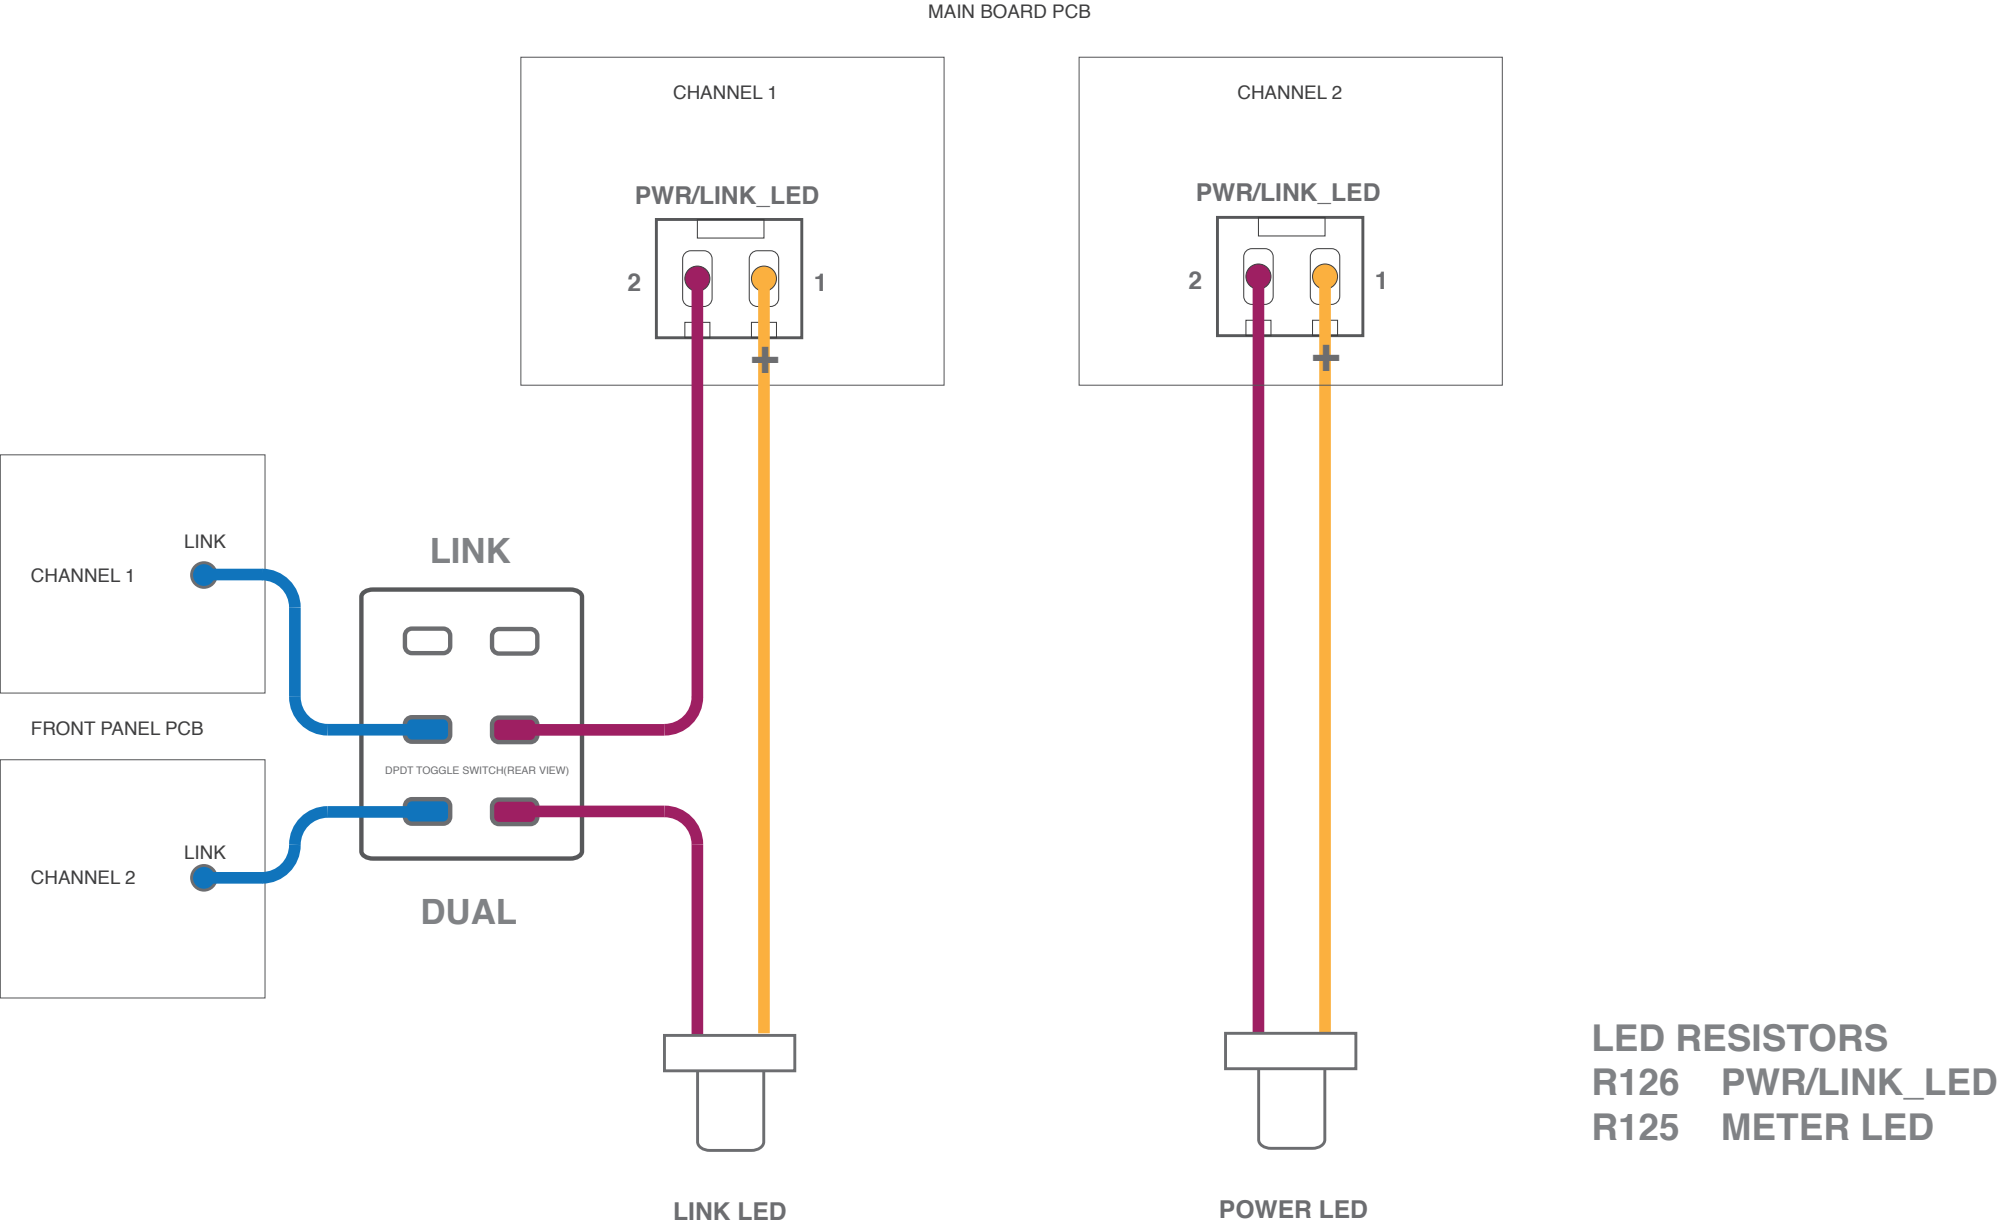 MAIN BOARD PCB
CHANNEL 1
CHANNEL 2
PWR/LINK_LED
PWR/LINK_LED
2
1
2
1
+
+
LINK
CHANNEL 1
LINK
FRONT PANEL PCB
DPDT TOGGLE SWITCH(REAR VIEW)
LINK
CHANNEL 2
DUAL
LED RESISTORS
R126 PWR/LINK_LED
R125 METER LED
LINK LED
POWER LED